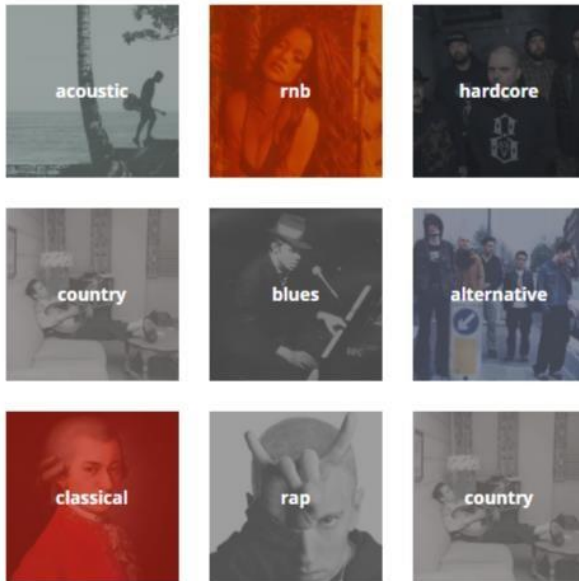 acoustic
rnb
hardcore
country
blues
alternative
classical
rap
country